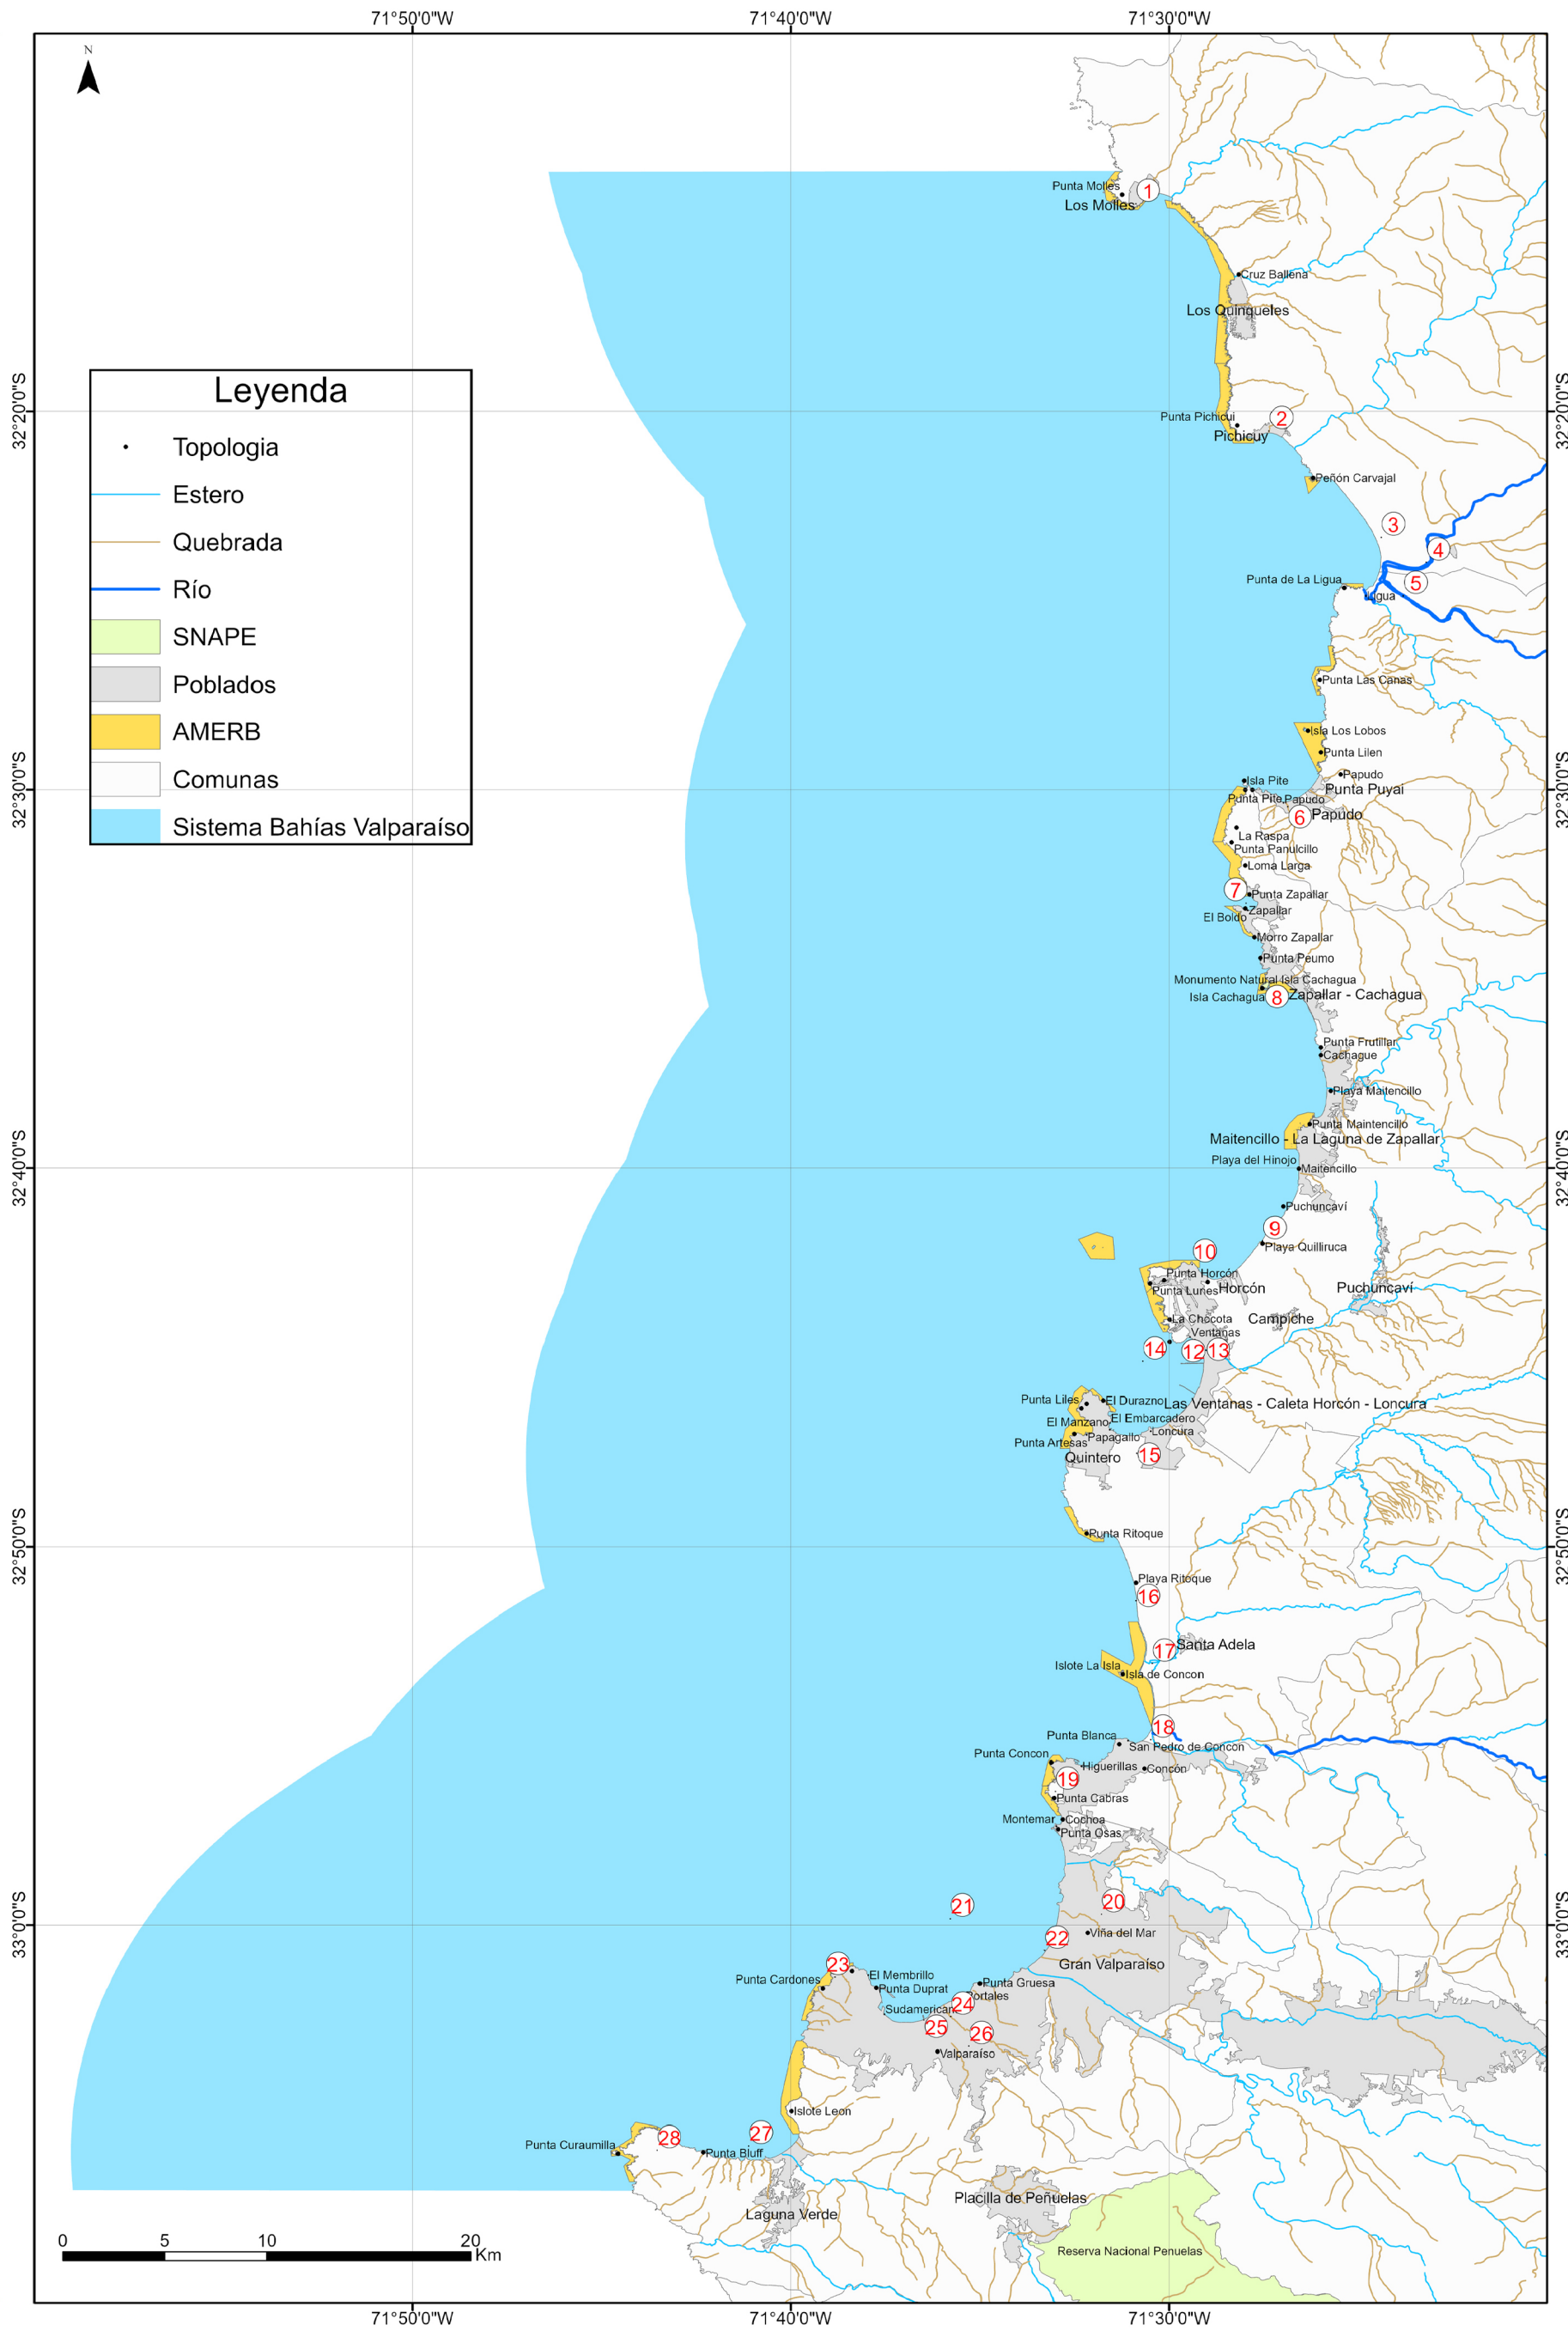 71°50'0"W
71°40'0"W
71°30'0"W
N
Punta Molles
1
Los Molles
Cruz Ballena
Los Quinqueles
Leyenda
Topologia
Estero
Quebrada
Río
SNAPE
Poblados
AMERB
Comunas
Sistema Bahías Valparaíso
32°20'0"S
32°20'0"S
Punta Pichicui
2
Pichicuy
Peñón Carvajal
3
4
Punta de La Ligua
5
Punta Las Canas
Isla Los Lobos
Punta Lilen
Papudo
Isla Pite
Punta Puyai
32°30'0"S
32°30'0"S
Punta Pite
Papudo
6
Papudo
La Raspa
Punta Panulcillo
Loma Larga
7
Punta Zapallar
Zapallar
El Boldo
Morro Zapallar
Punta Peumo
Monumento Natural Isla Cachagua
Isla Cachagua
8
Zapallar - Cachagua
Punta Frutillar
Cachague
Playa Maitencillo
Punta Maintencillo
Maitencillo - La Laguna de Zapallar
Playa del Hinojo
Maitencillo
32°40'0"S
32°40'0"S
Puchuncaví
9
Playa Quilliruca
10
Punta Horcón
Punta Lunes
Horcón
Puchuncaví
La Chocota
Campiche
Ventanas
14
12
13
Punta Liles
El Durazno
Las Ventanas - Caleta Horcón - Loncura
El Manzano
El Embarcadero
Loncura
Punta Artesas
Papagallo
Quintero
15
Punta Ritoque
32°50'0"S
32°50'0"S
Playa Ritoque
16
17
Santa Adela
Islote La Isla
Isla de Concon
18
Punta Blanca
San Pedro de Concon
Punta Concon
Higuerillas
Concón
19
Punta Cabras
Montemar
Cochoa
Punta Osas
20
21
33°0'0"S
33°0'0"S
22
Viña del Mar
Gran Valparaíso
23
El Membrillo
Punta Cardones
Punta Duprat
Punta Gruesa
Portales
24
25
26
Valparaíso
Islote Leon
27
28
Punta Curaumilla
Punta Bluff
Placilla de Peñuelas
Laguna Verde
Reserva Nacional Penuelas
0
5
10
20
Km
71°50'0"W
71°40'0"W
71°30'0"W